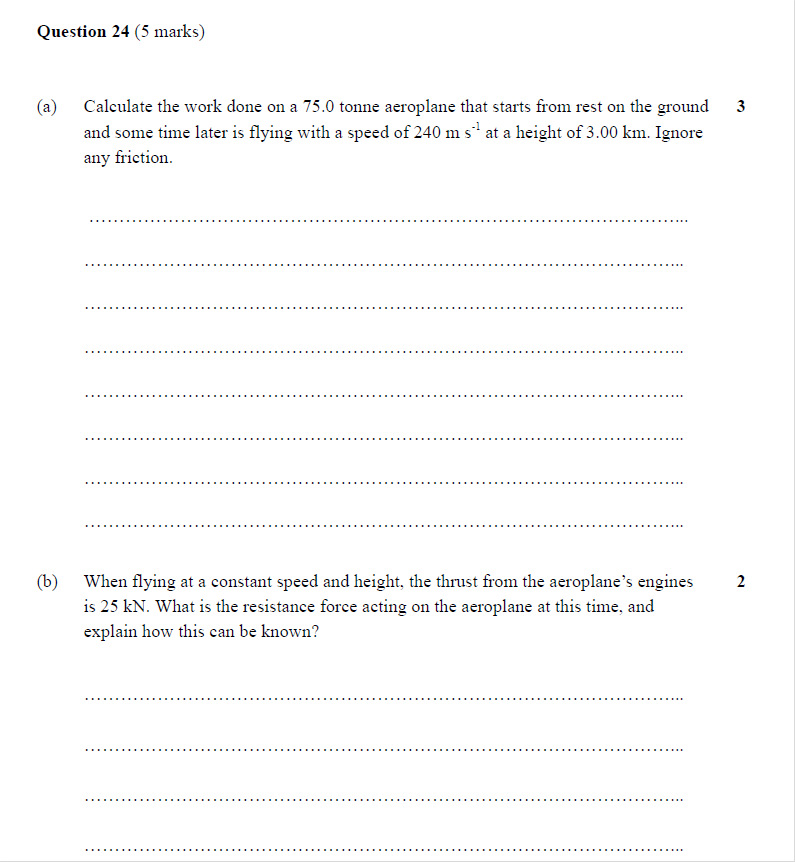 Question 24 (5 marks)
(a) Calculate the work done on a 75.0 tonne aeroplane that starts from rest on the ground 3
and some time later is flying with a speed of 240 m s⁻¹ at a height of 3.00 km. Ignore
any friction.
(b) When flying at a constant speed and height, the thrust from the aeroplane’s engines 2
is 25 kN. What is the resistance force acting on the aeroplane at this time, and
explain how this can be known?